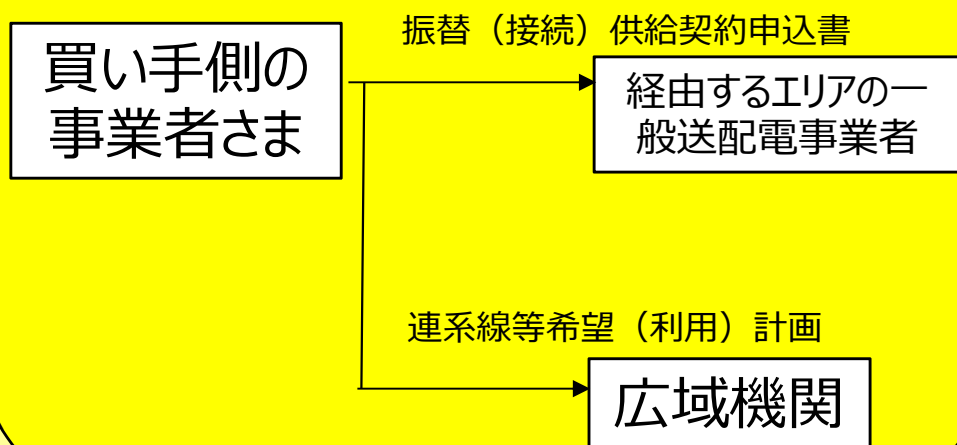 振替（接続）供給契約申込書
買い手側の
事業者さま
経由するエリアの一
般送配電事業者
連系線等希望（利用）計画
広域機関